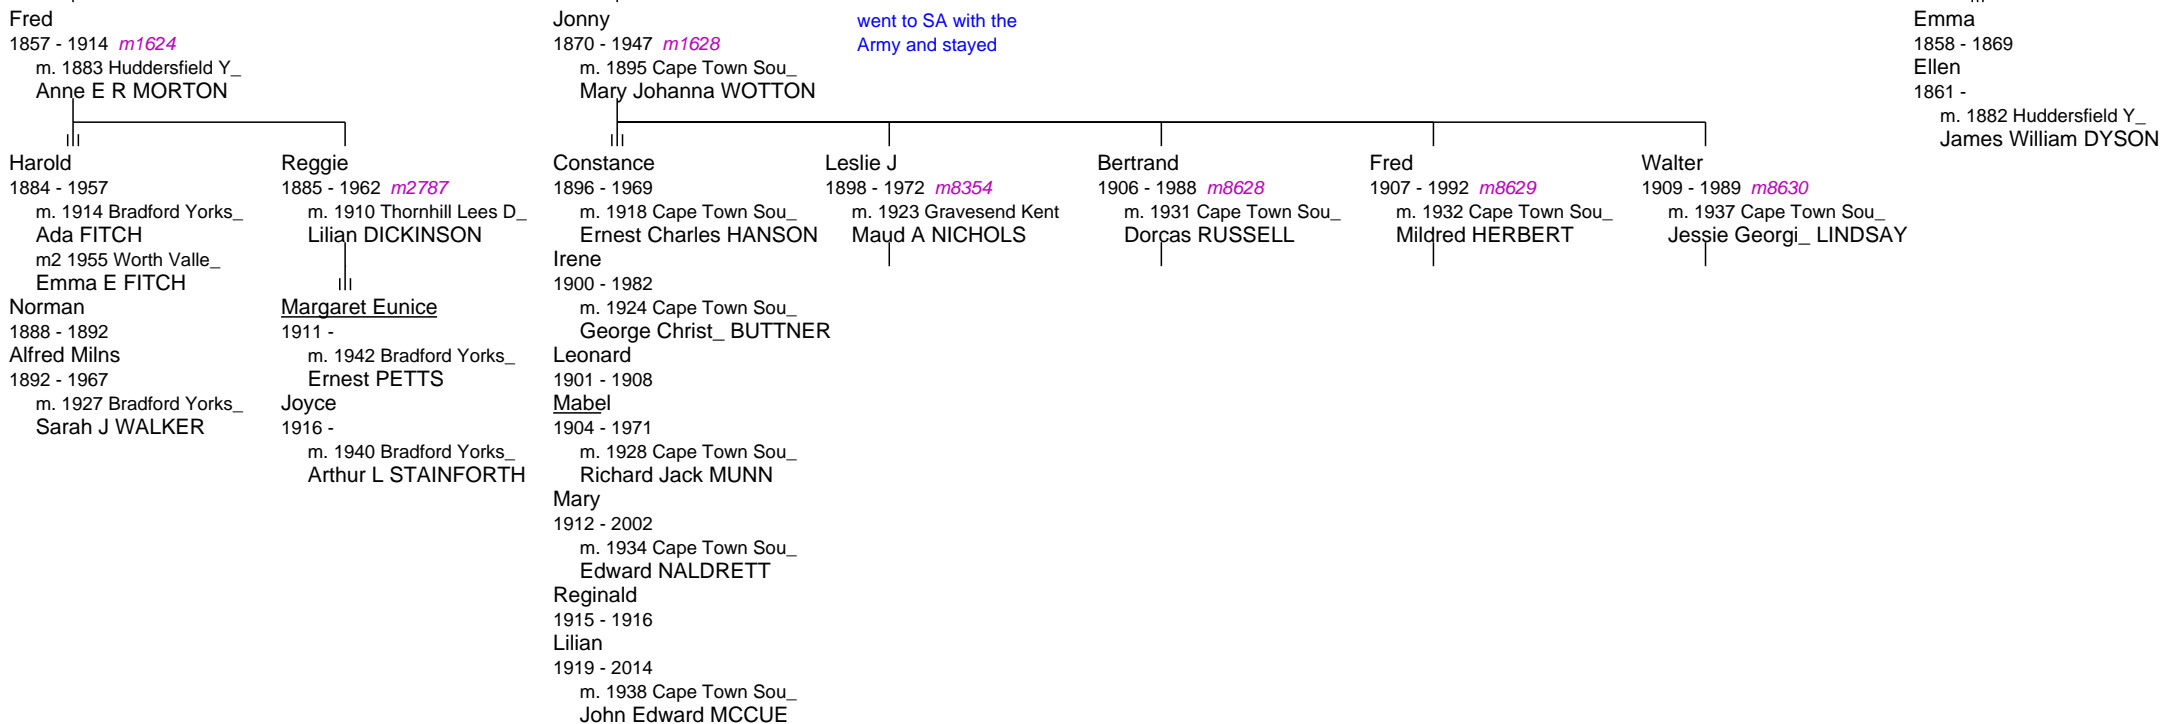 Fred
1857 - 1914 m1624
m. 1883 Huddersfield Y_
Anne E R MORTON
Jonny
1870 - 1947 m1628
m. 1895 Cape Town Sou_
Mary Johanna WOTTON
went to SA with the
Army and stayed
Emma
1858 - 1869
Ellen
1861 -
m. 1882 Huddersfield Y_
James William DYSON
Harold
1884 - 1957
m. 1914 Bradford Yorks_
Ada FITCH
m2 1955 Worth Valle_
Emma E FITCH
Norman
1888 - 1892
Alfred Milns
1892 - 1967
m. 1927 Bradford Yorks_
Sarah J WALKER
Reggie
1885 - 1962 m2787
m. 1910 Thornhill Lees D_
Lilian DICKINSON
Margaret Eunice
1911 -
m. 1942 Bradford Yorks_
Ernest PETTS
Joyce
1916 -
m. 1940 Bradford Yorks_
Arthur L STAINFORTH
Constance
1896 - 1969
m. 1918 Cape Town Sou_
Ernest Charles HANSON
Irene
1900 - 1982
m. 1924 Cape Town Sou_
George Christ_ BUTTNER
Leonard
1901 - 1908
Mabel
1904 - 1971
m. 1928 Cape Town Sou_
Richard Jack MUNN
Mary
1912 - 2002
m. 1934 Cape Town Sou_
Edward NALDRETT
Reginald
1915 - 1916
Lilian
1919 - 2014
m. 1938 Cape Town Sou_
John Edward MCCUE
Leslie J
1898 - 1972 m8354
m. 1923 Gravesend Kent
Maud A NICHOLS
Bertrand
1906 - 1988 m8628
m. 1931 Cape Town Sou_
Dorcas RUSSELL
Fred
1907 - 1992 m8629
m. 1932 Cape Town Sou_
Mildred HERBERT
Walter
1909 - 1989 m8630
m. 1937 Cape Town Sou_
Jessie Georgi_ LINDSAY